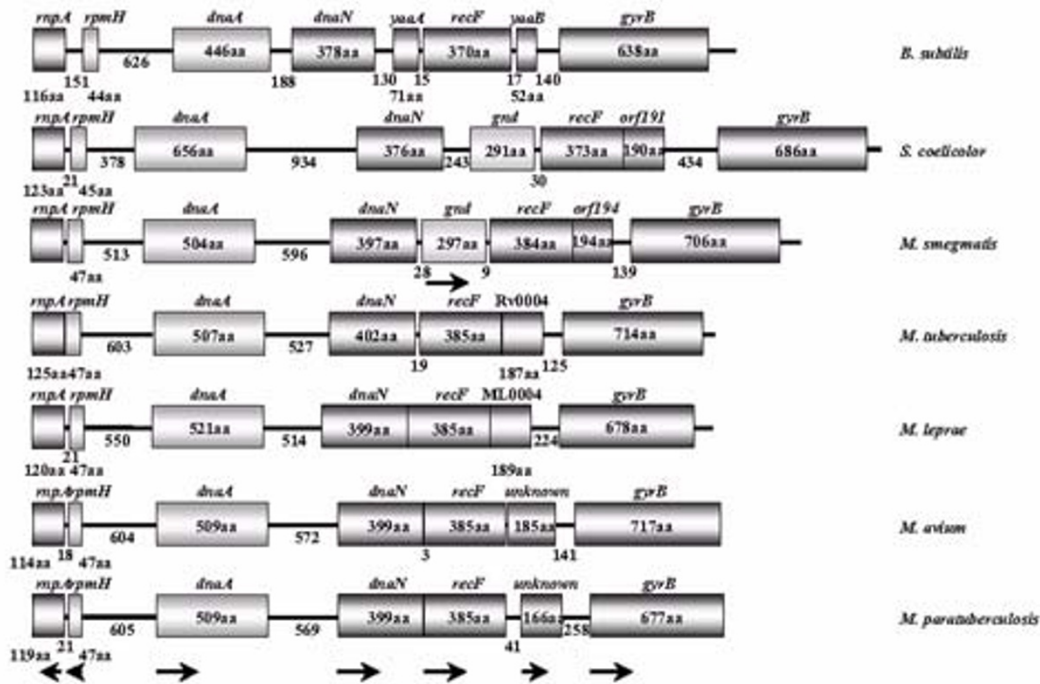 rnpA rpmH dnaA dnaN yaaA recF yaaB gyrB
446aa 378aa 370aa 638aa B. subtilis
151 626 188 130 15 17 140
116aa 44aa 71aa 52aa
rnpA rpmH dnaA dnaN gnd recF orf191 gyrB
656aa 376aa 291aa 373aa 190aa 686aa S. coelicolor
378 934 243 434
21 30
123aa 45aa
rnpA rpmH dnaA dnaN gnd recF orf194 gyrB
504aa 397aa 297aa 384aa 194aa 706aa M. smegmatis
513 596
47aa 28 9 139
rnpA rpmH dnaA dnaN recF Rv0004 gyrB
507aa 402aa 385aa 714aa M. tuberculosis
603 527
19 125
125aa 47aa 187aa
rnpA rpmH dnaA dnaN recF ML0004 gyrB
521aa 399aa 385aa 678aa M. leprae
550 514 224
21
120aa 47aa 189aa
rnpA rpmH dnaA dnaN recF unknown gyrB
509aa 399aa 385aa 185aa 717aa M. avium
604 572
18 3 141
114aa 47aa
rnpA rpmH dnaA dnaN recF unknown gyrB
509aa 399aa 385aa 166aa 677aa M. paratuberculosis
605 569 258
21 41
119aa 47aa